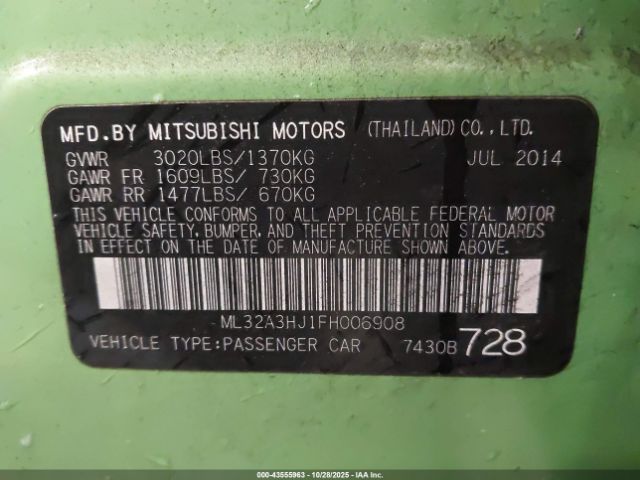 MFD.BY MITSUBISHI MOTORS (THAILAND) CO.,LTD.
GVWR 3020LBS/1370KG JUL 2014
GAWR FR 1609LBS/ 730KG
GAWR RR 1477LBS/ 670KG
THIS VEHICLE CONFORMS TO ALL APPLICABLE FEDERAL MOTOR
VEHICLE SAFETY, BUMPER, AND THEFT PREVENTION STANDARDS
IN EFFECT ON THE DATE OF MANUFACTURE SHOWN ABOVE.
ML32A3HJ1FH006908
VEHICLE TYPE:PASSENGER CAR 7430B 728
000-43555963 - 10/28/2025 - IAAI.COM